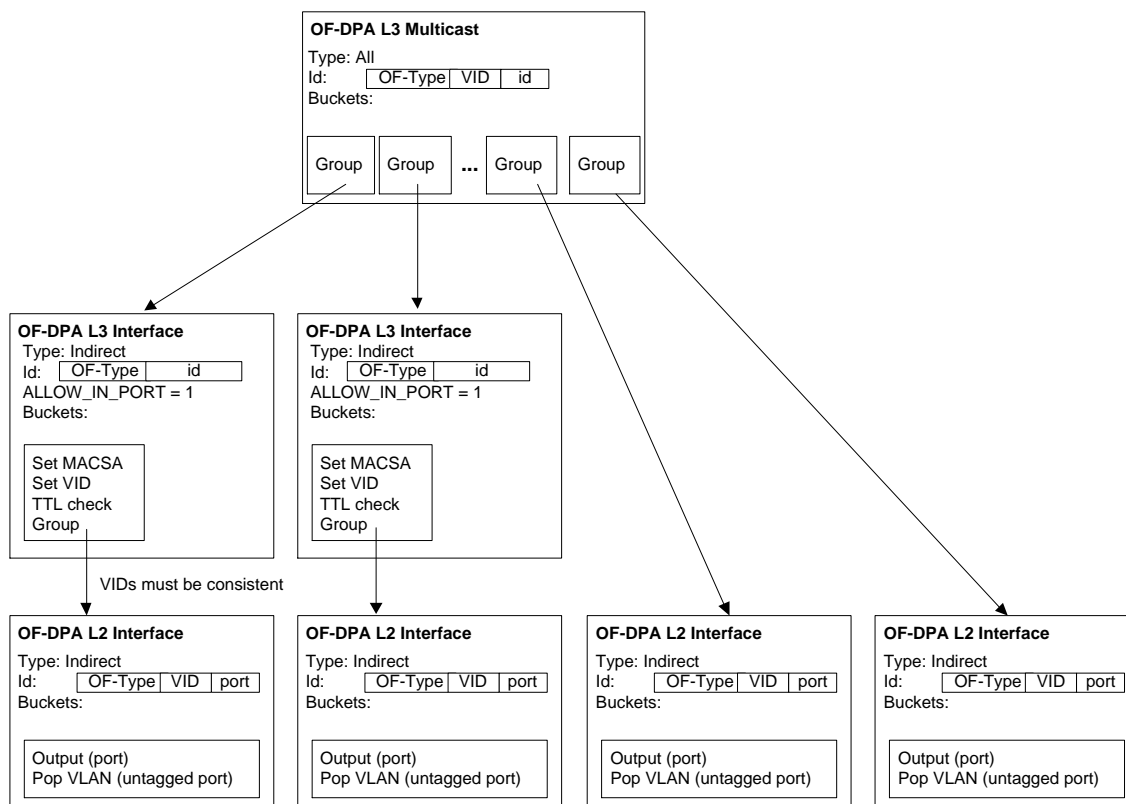 OF-DPA L3 Multicast
Type: All
Id: OF-Type VID id
Buckets:
Group Group ... Group Group
OF-DPA L3 Interface
Type: Indirect
Id: OF-Type id
ALLOW_IN_PORT = 1
Buckets:
Set MACSA
Set VID
TTL check
Group
OF-DPA L3 Interface
Type: Indirect
Id: OF-Type id
ALLOW_IN_PORT = 1
Buckets:
Set MACSA
Set VID
TTL check
Group
VIDs must be consistent
OF-DPA L2 Interface
Type: Indirect
Id: OF-Type VID port
Buckets:
Output (port)
Pop VLAN (untagged port)
OF-DPA L2 Interface
Type: Indirect
Id: OF-Type VID port
Buckets:
Output (port)
Pop VLAN (untagged port)
OF-DPA L2 Interface
Type: Indirect
Id: OF-Type VID port
Buckets:
Output (port)
Pop VLAN (untagged port)
OF-DPA L2 Interface
Type: Indirect
Id: OF-Type VID port
Buckets:
Output (port)
Pop VLAN (untagged port)